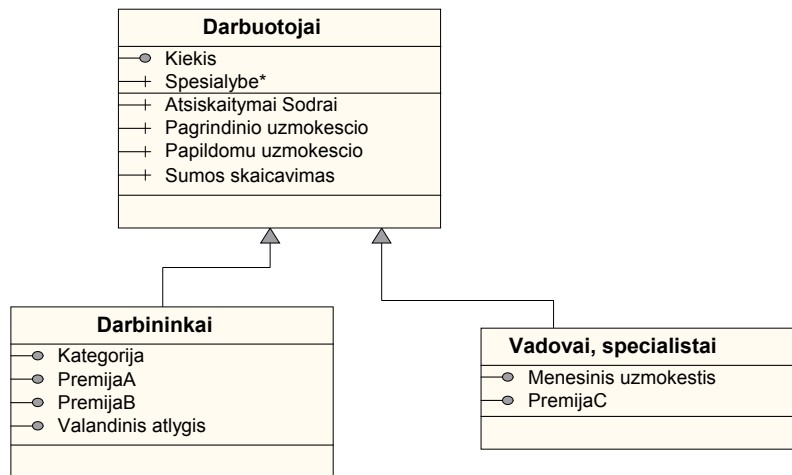 Darbuotojai
Kiekis
Spesialybe*
Atsiskaitymai Sodrai
Pagrindinio uzmokescio
Papildomu uzmokescio
Sumos skaicavimas
Darbininkai
Kategorija
PremijaA
PremijaB
Valandinis atlygis
Vadovai, specialistai
Menesinis uzmokestis
PremijaC